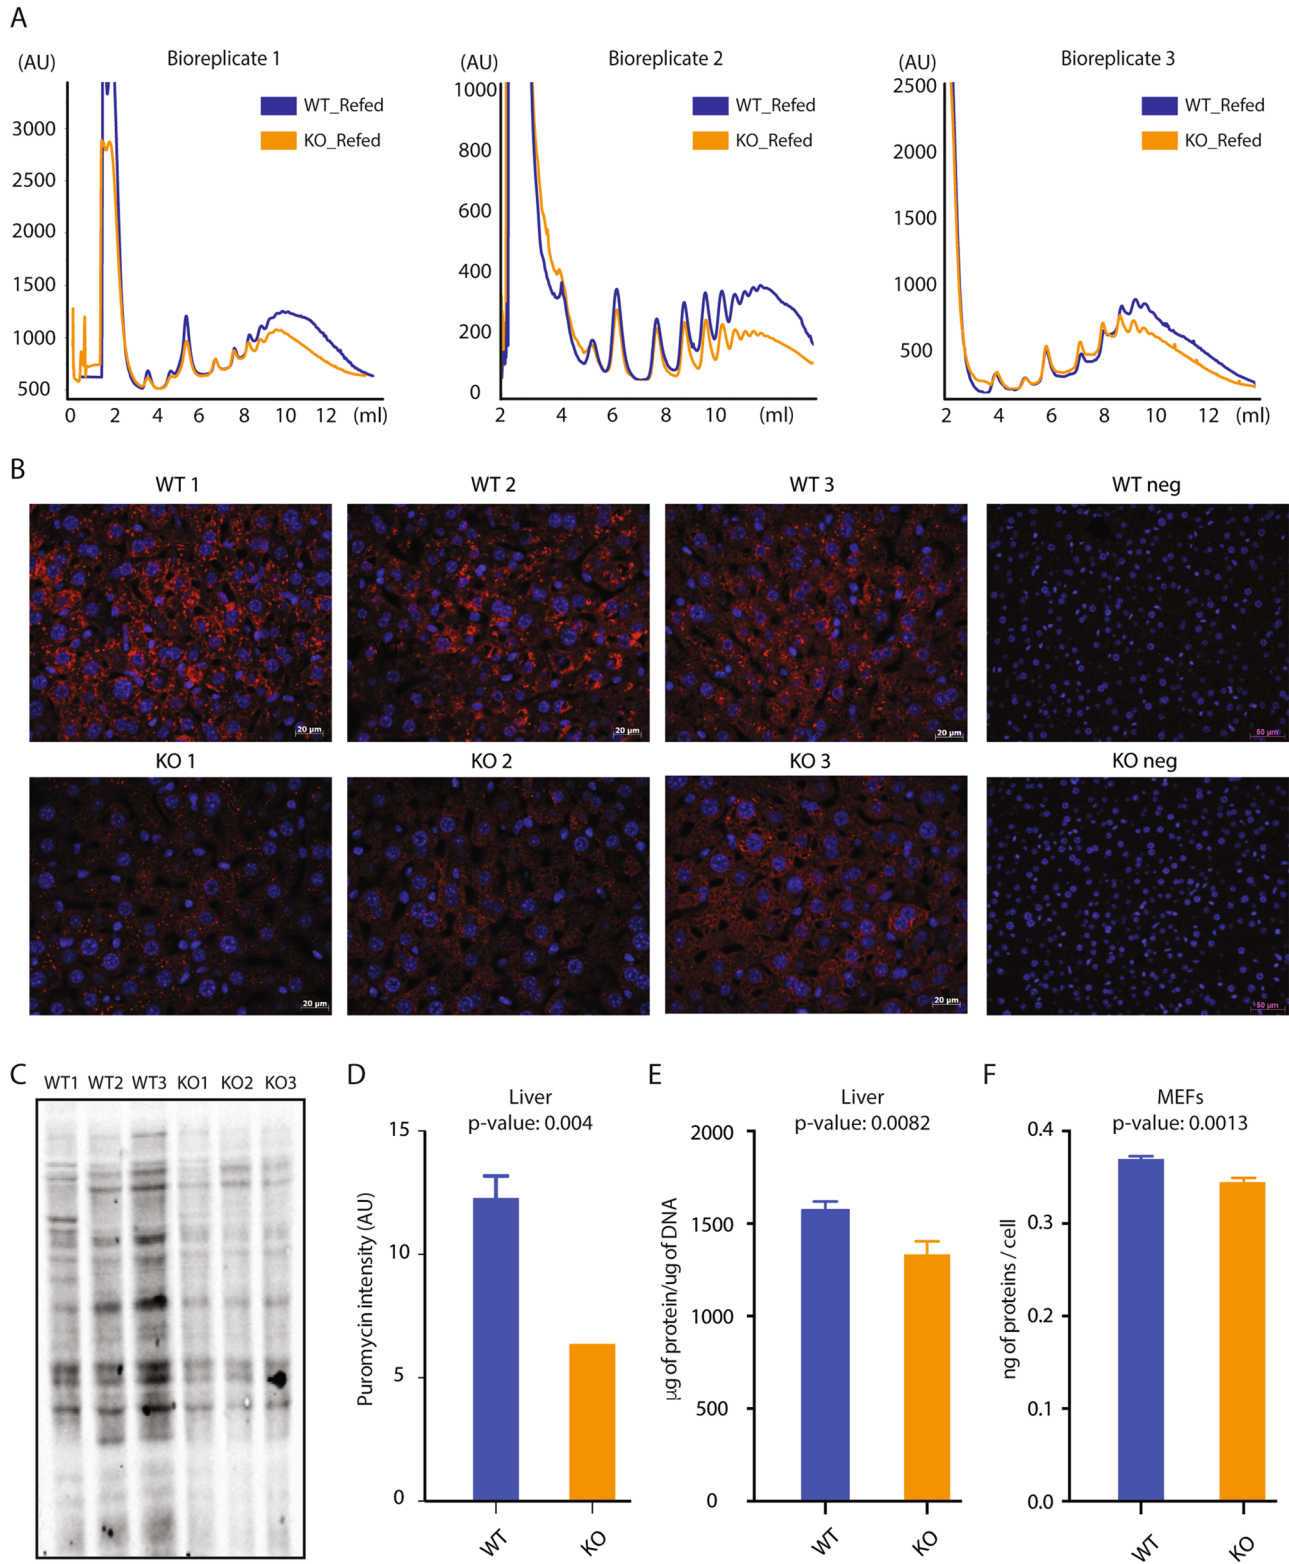 A
(AU)
Bioreplicate 1
WT_Refed
KO_Refed
3000
2500
2000
1500
1000
500
0 2 4 6 8 10 12 (ml)
(AU)
Bioreplicate 2
WT_Refed
KO_Refed
1000
800
600
400
200
0
2 4 6 8 10 (ml)
(AU)
Bioreplicate 3
WT_Refed
KO_Refed
2500
2000
1500
1000
500
2 4 6 8 10 12 (ml)
B
WT 1
WT 2
WT 3
WT neg
20 µm
20 µm
20 µm
50 µm
KO 1
KO 2
KO 3
KO neg
20 µm
20 µm
20 µm
50 µm
C
WT1 WT2 WT3 KO1 KO2 KO3
D
Liver
p-value: 0.004
Puromycin intensity (AU)
15
10
5
0
WT
KO
E
Liver
p-value: 0.0082
µg of protein/ug of DNA
2000
1500
1000
500
0
WT
KO
F
MEFs
p-value: 0.0013
ng of proteins / cell
0.4
0.3
0.2
0.1
0.0
WT
KO